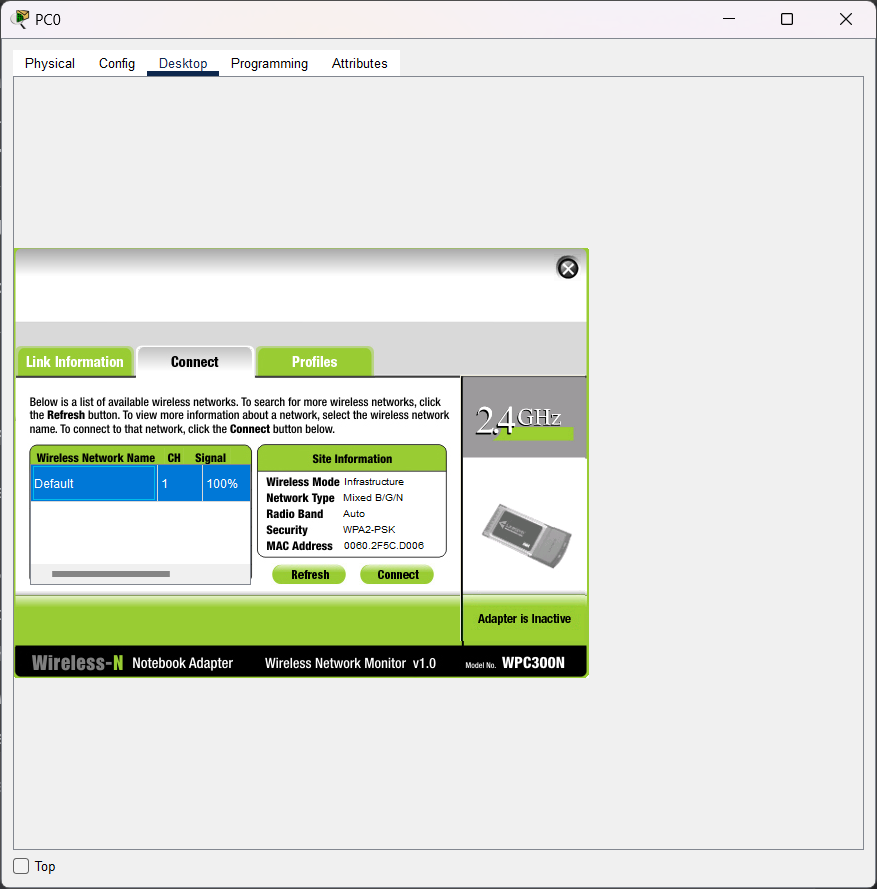 PC0
Physical Config Desktop Programming Attributes
Link Information Connect Profiles
Below is a list of available wireless networks. To search for more wireless networks, click
the Refresh button. To view more information about a network, select the wireless network
name. To connect to that network, click the Connect button below.
2.4GHz
Wireless Network Name CH Signal
Default 1 100%
Site Information
Wireless Mode Infrastructure
Network Type Mixed B/G/N
Radio Band Auto
Security WPA2-PSK
MAC Address 0060.2F5C.D006
Refresh Connect
Adapter is Inactive
Wireless-N Notebook Adapter Wireless Network Monitor v1.0 Model No. WPC300N
Top